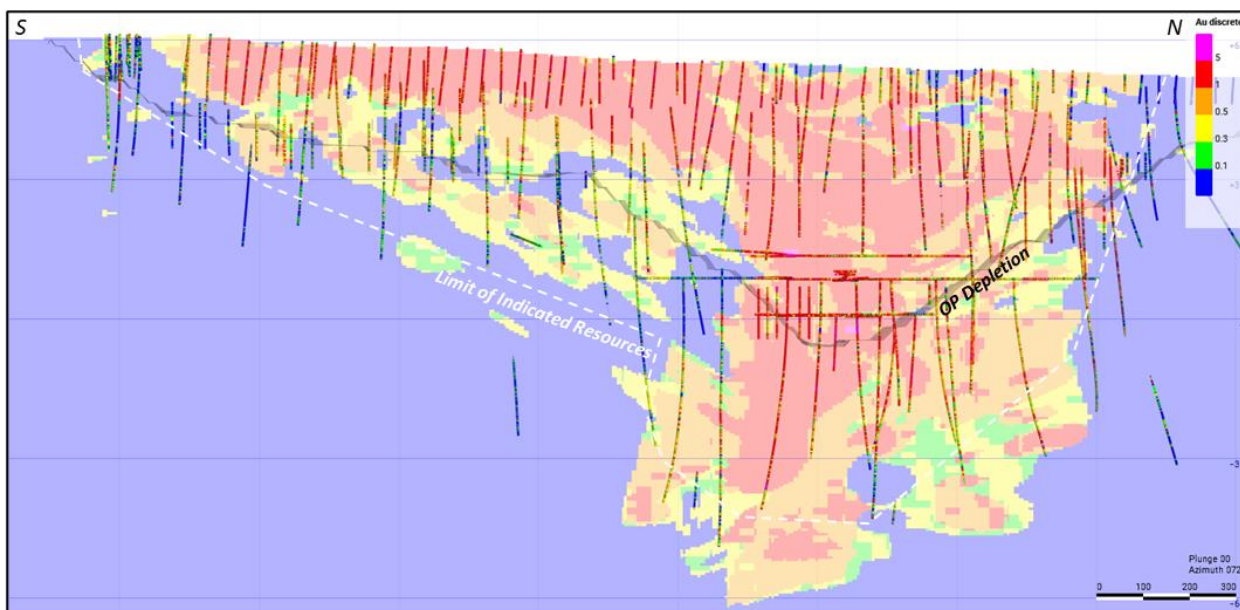 S
N
Au discrete
5
1
0.5
0.3
0.1
Limit of Indicated Resources
OP Depletion
Plunge 00
Azimuth 072
0 100 200 300